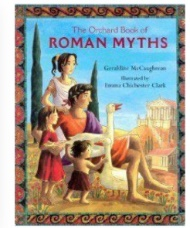 The Orchard Book of
ROMAN MYTHS
Geraldine McCaughrean
Illustrated by
Emma Chichester Clark